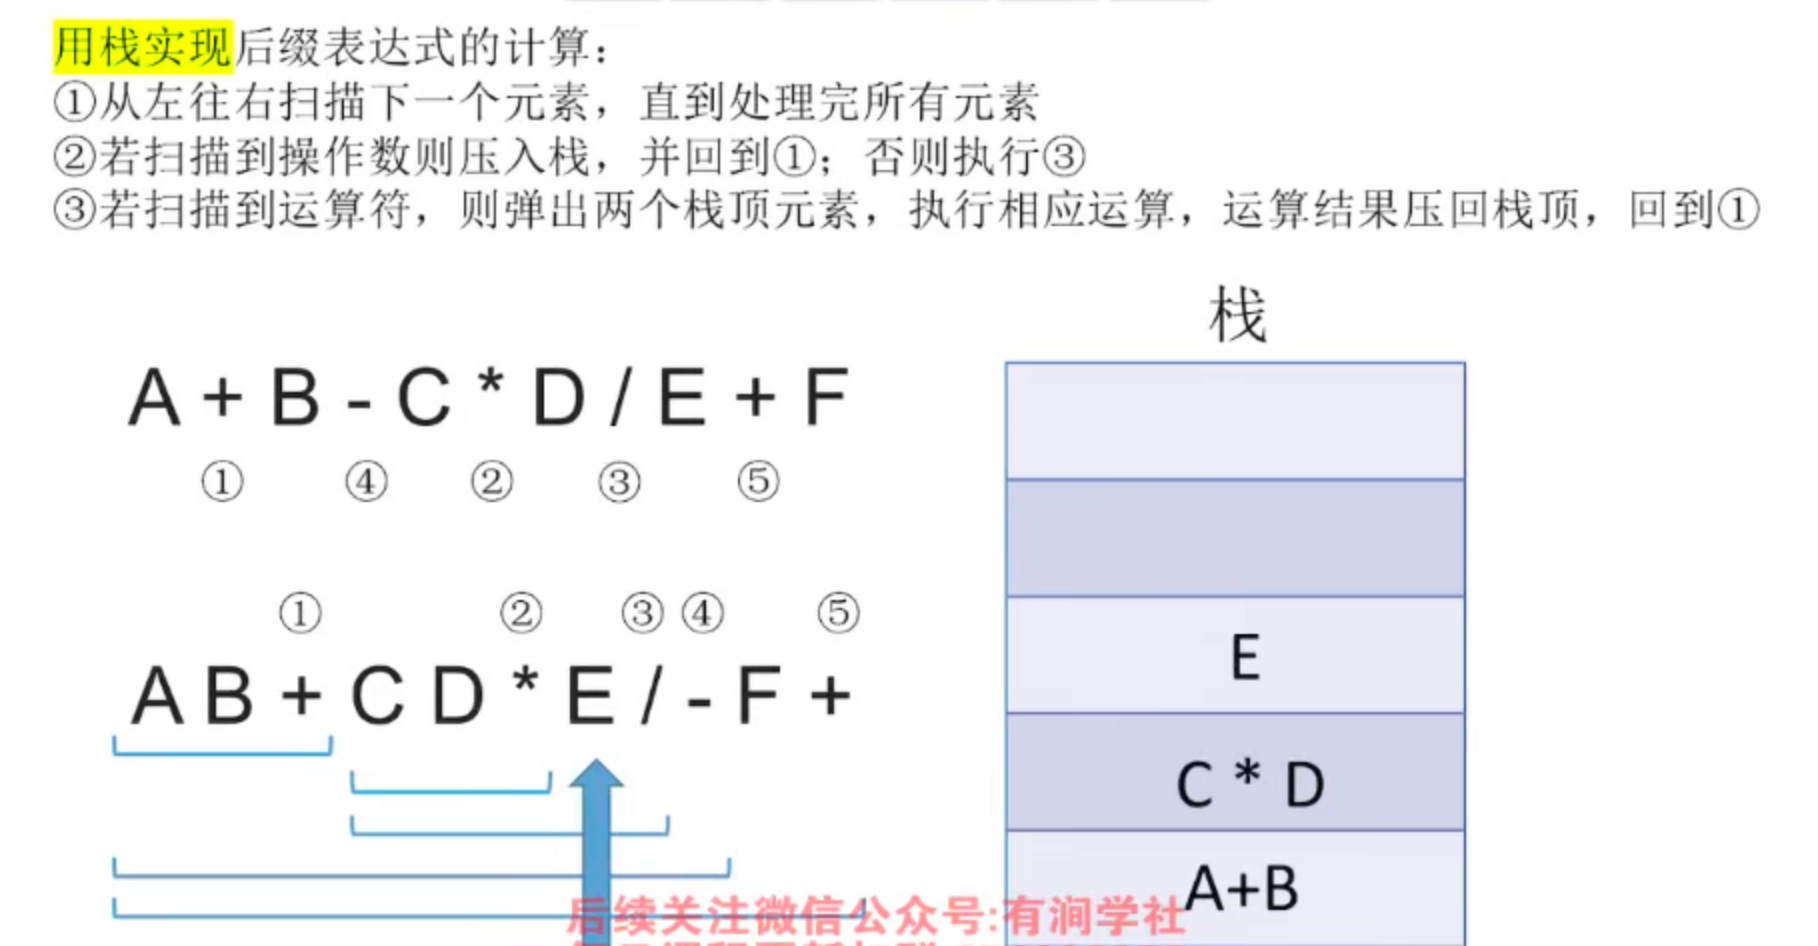 用栈实现后缀表达式的计算：
①从左往右扫描下一个元素，直到处理完所有元素
②若扫描到操作数则压入栈，并回到①；否则执行③
③若扫描到运算符，则弹出两个栈顶元素，执行相应运算，运算结果压回栈顶，回到①
栈
A + B - C * D / E + F
① ④ ② ③ ⑤
① ② ③ ④ ⑤
A B + C D * E / - F +
E
C * D
A+B
后续关注微信公众号:有涧学社